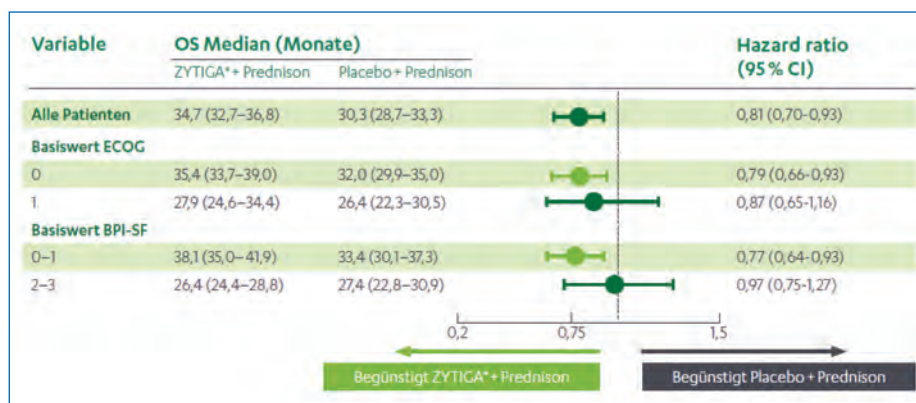 Variable OS Median (Monate) Hazard ratio
ZYTIGA*+ Prednison Placebo+ Prednison (95 % CI)
Alle Patienten 34,7 (32,7–36,8) 30,3 (28,7–33,3) 0,81 (0,70-0,93)
Basiswert ECOG
0 35,4 (33,7–39,0) 32,0 (29,9–35,0) 0,79 (0,66-0,93)
1 27,9 (24,6–34,4) 26,4 (22,3–30,5) 0,87 (0,65-1,16)
Basiswert BPI-SF
0–1 38,1 (35,0–41,9) 33,4 (30,1–37,3) 0,77 (0,64-0,93)
2–3 26,4 (24,4–28,8) 27,4 (22,8–30,9) 0,97 (0,75-1,27)
0,2 0,75 1,5
Begünstigt ZYTIGA*+ Prednison Begünstigt Placebo + Prednison